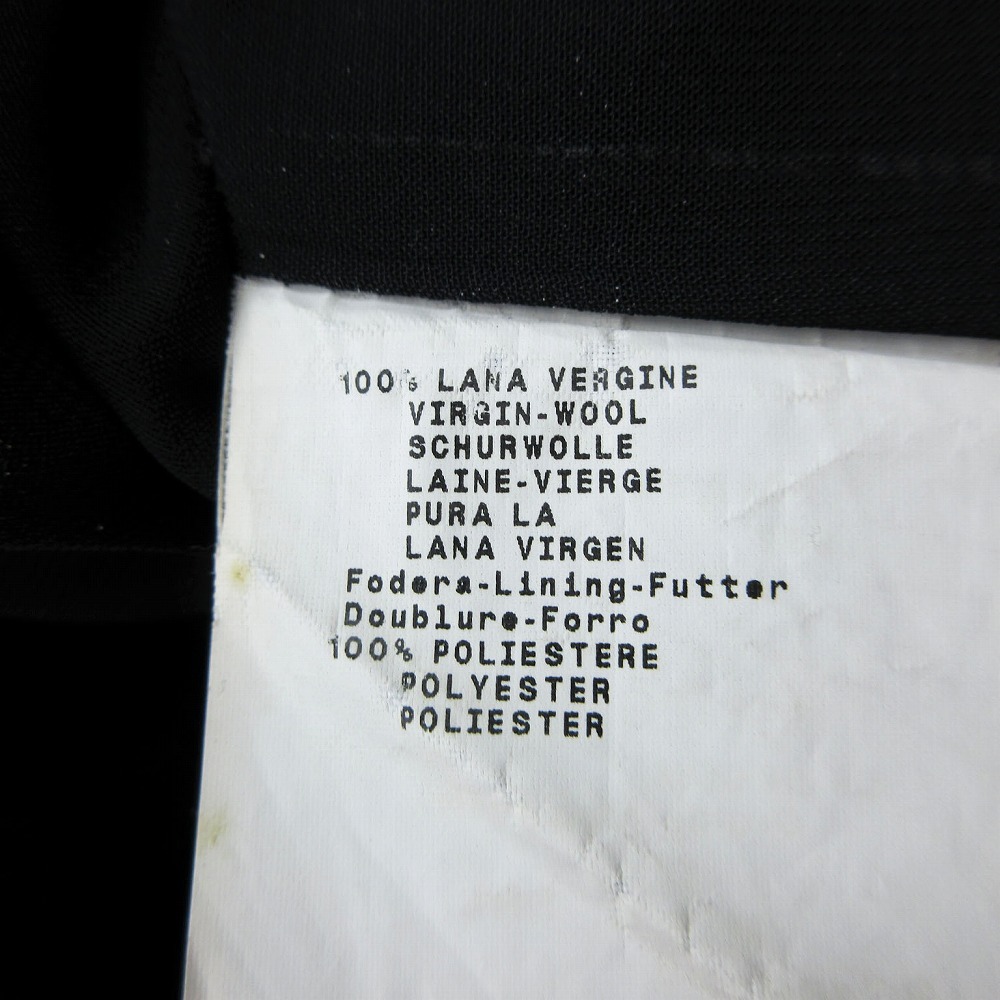 100% LANA VERGINE
VIRGIN-WOOL
SCHURWOLLE
LAINE-VIERGE
PURA LA
LANA VIRGEN
Fodera-Lining-Futter
Doublure-Forro
100% POLIESTERE
POLYESTER
POLIESTER